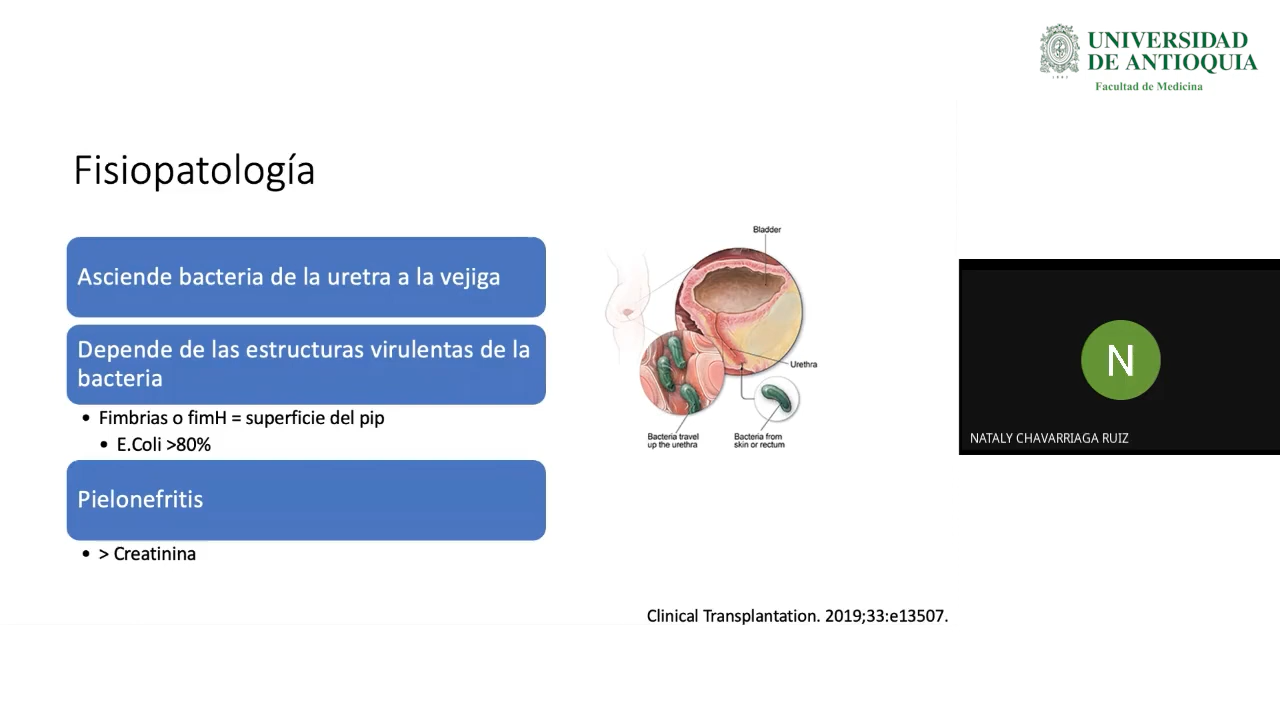 UNIVERSIDAD
DE ANTIOQUIA
Facultad de Medicina
Fisiopatología
Asciende bacteria de la uretra a la vejiga
Depende de las estructuras virulentas de la
bacteria
• Fimbrias o fimH = superficie del pip
• E.Coli >80%
Pielonefritis
• > Creatinina
Bladder
Urethra
Bacteria travel
up the urethra
Bacteria from
skin or rectum
Clinical Transplantation. 2019;33:e13507.
N
NATALY CHAVARRIAGA RUIZ